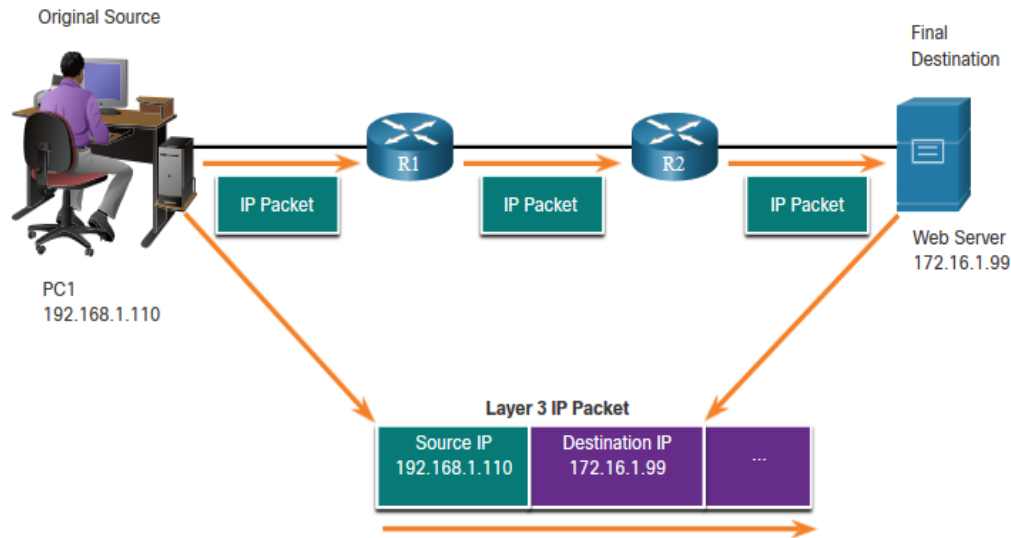 Original Source
Final
Destination
R1
R2
IP Packet
IP Packet
IP Packet
Web Server
172.16.1.99
PC1
192.168.1.110
Layer 3 IP Packet
Source IP
192.168.1.110
Destination IP
172.16.1.99
...